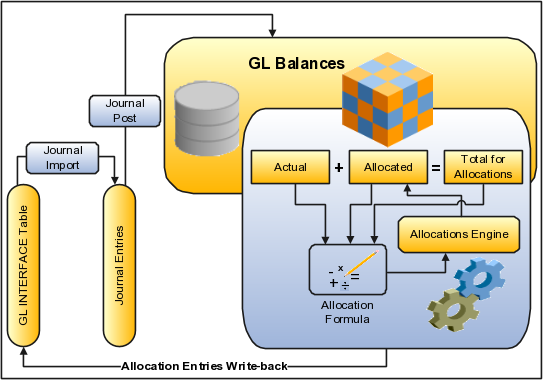 GL Balances
Journal
Post
Journal
Import
Actual
+
Allocated
=
Total for
Allocations
GL INTERFACE Table
Journal Entries
Allocations Engine
- x
+ ÷ =
Allocation
Formula
Allocation Entries Write-back